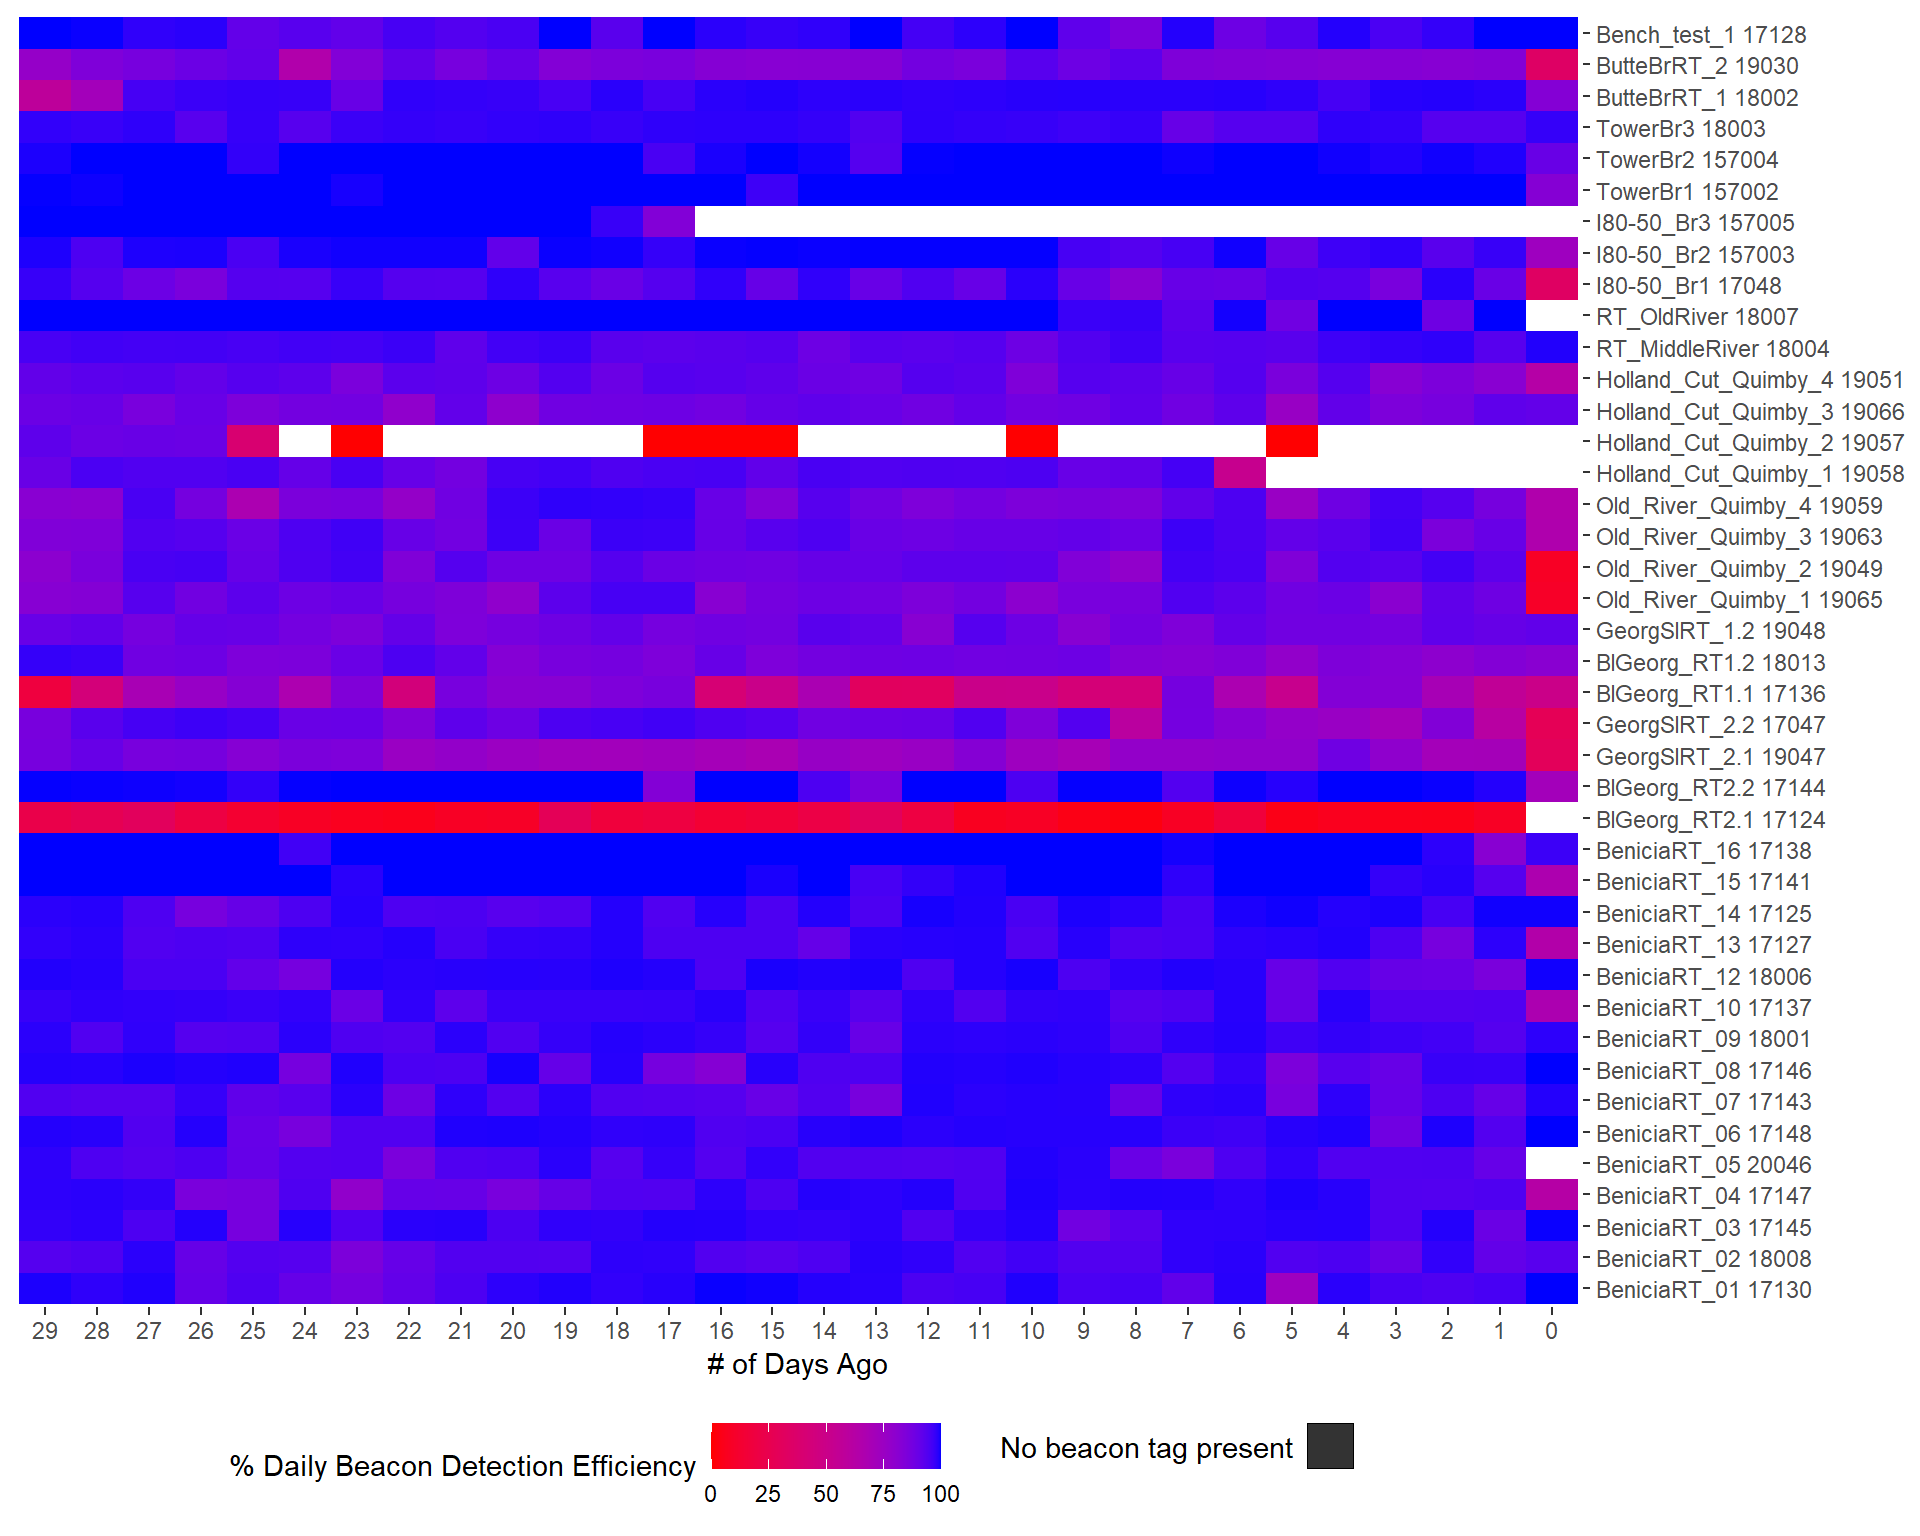 Bench_test_1 17128
ButteBrRT_2 19030
ButteBrRT_1 18002
TowerBr3 18003
TowerBr2 157004
TowerBr1 157002
I80-50_Br3 157005
I80-50_Br2 157003
I80-50_Br1 17048
RT_OldRiver 18007
RT_MiddleRiver 18004
Holland_Cut_Quimby_4 19051
Holland_Cut_Quimby_3 19066
Holland_Cut_Quimby_2 19057
Holland_Cut_Quimby_1 19058
Old_River_Quimby_4 19059
Old_River_Quimby_3 19063
Old_River_Quimby_2 19049
Old_River_Quimby_1 19065
GeorgSlRT_1.2 19048
BlGeorg_RT1.2 18013
BlGeorg_RT1.1 17136
GeorgSlRT_2.2 17047
GeorgSlRT_2.1 19047
BlGeorg_RT2.2 17144
BlGeorg_RT2.1 17124
BeniciaRT_16 17138
BeniciaRT_15 17141
BeniciaRT_14 17125
BeniciaRT_13 17127
BeniciaRT_12 18006
BeniciaRT_10 17137
BeniciaRT_09 18001
BeniciaRT_08 17146
BeniciaRT_07 17143
BeniciaRT_06 17148
BeniciaRT_05 20046
BeniciaRT_04 17147
BeniciaRT_03 17145
BeniciaRT_02 18008
BeniciaRT_01 17130
29 28 27 26 25 24 23 22 21 20 19 18 17 16 15 14 13 12 11 10 9 8 7 6 5 4 3 2 1 0
# of Days Ago
% Daily Beacon Detection Efficiency
0 25 50 75 100
No beacon tag present